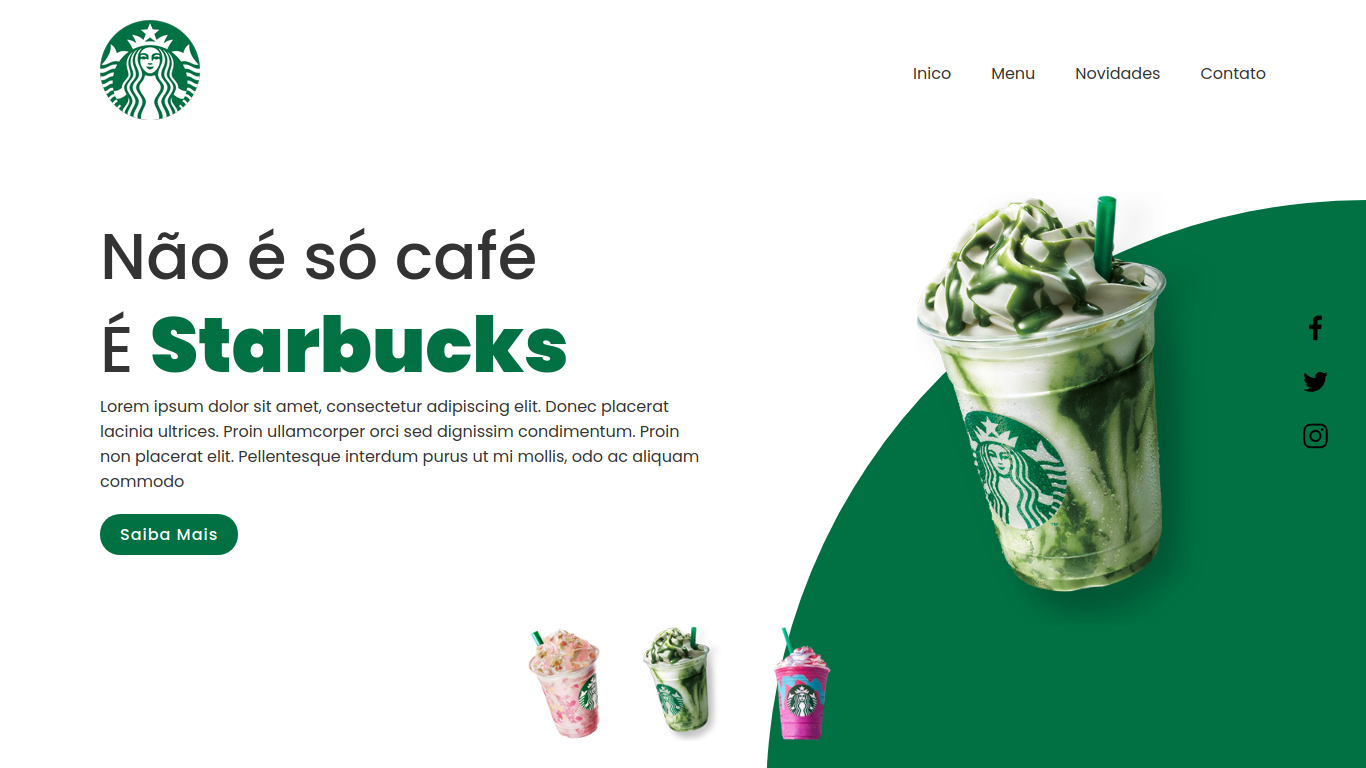 Inico Menu Novidades Contato
Não é só café
É Starbucks
Lorem ipsum dolor sit amet, consectetur adipiscing elit. Donec placerat
lacinia ultrices. Proin ullamcorper orci sed dignissim condimentum. Proin
non placerat elit. Pellentesque interdum purus ut mi mollis, odo ac aliquam
commodo
Saiba Mais